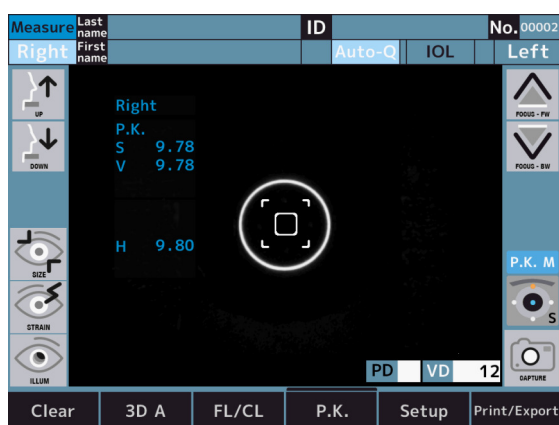 Measure Last name ID No. 00002
Right First name Auto-Q IOL Left
UP
FOCUS - FW
Right
P.K.
S 9.78
V 9.78
DOWN
FOCUS - BW
H 9.80
SIZE
P.K. M
S
STRAIN
ILLUM
PD VD 12
CAPTURE
Clear 3D A FL/CL P.K. Setup Print/Export